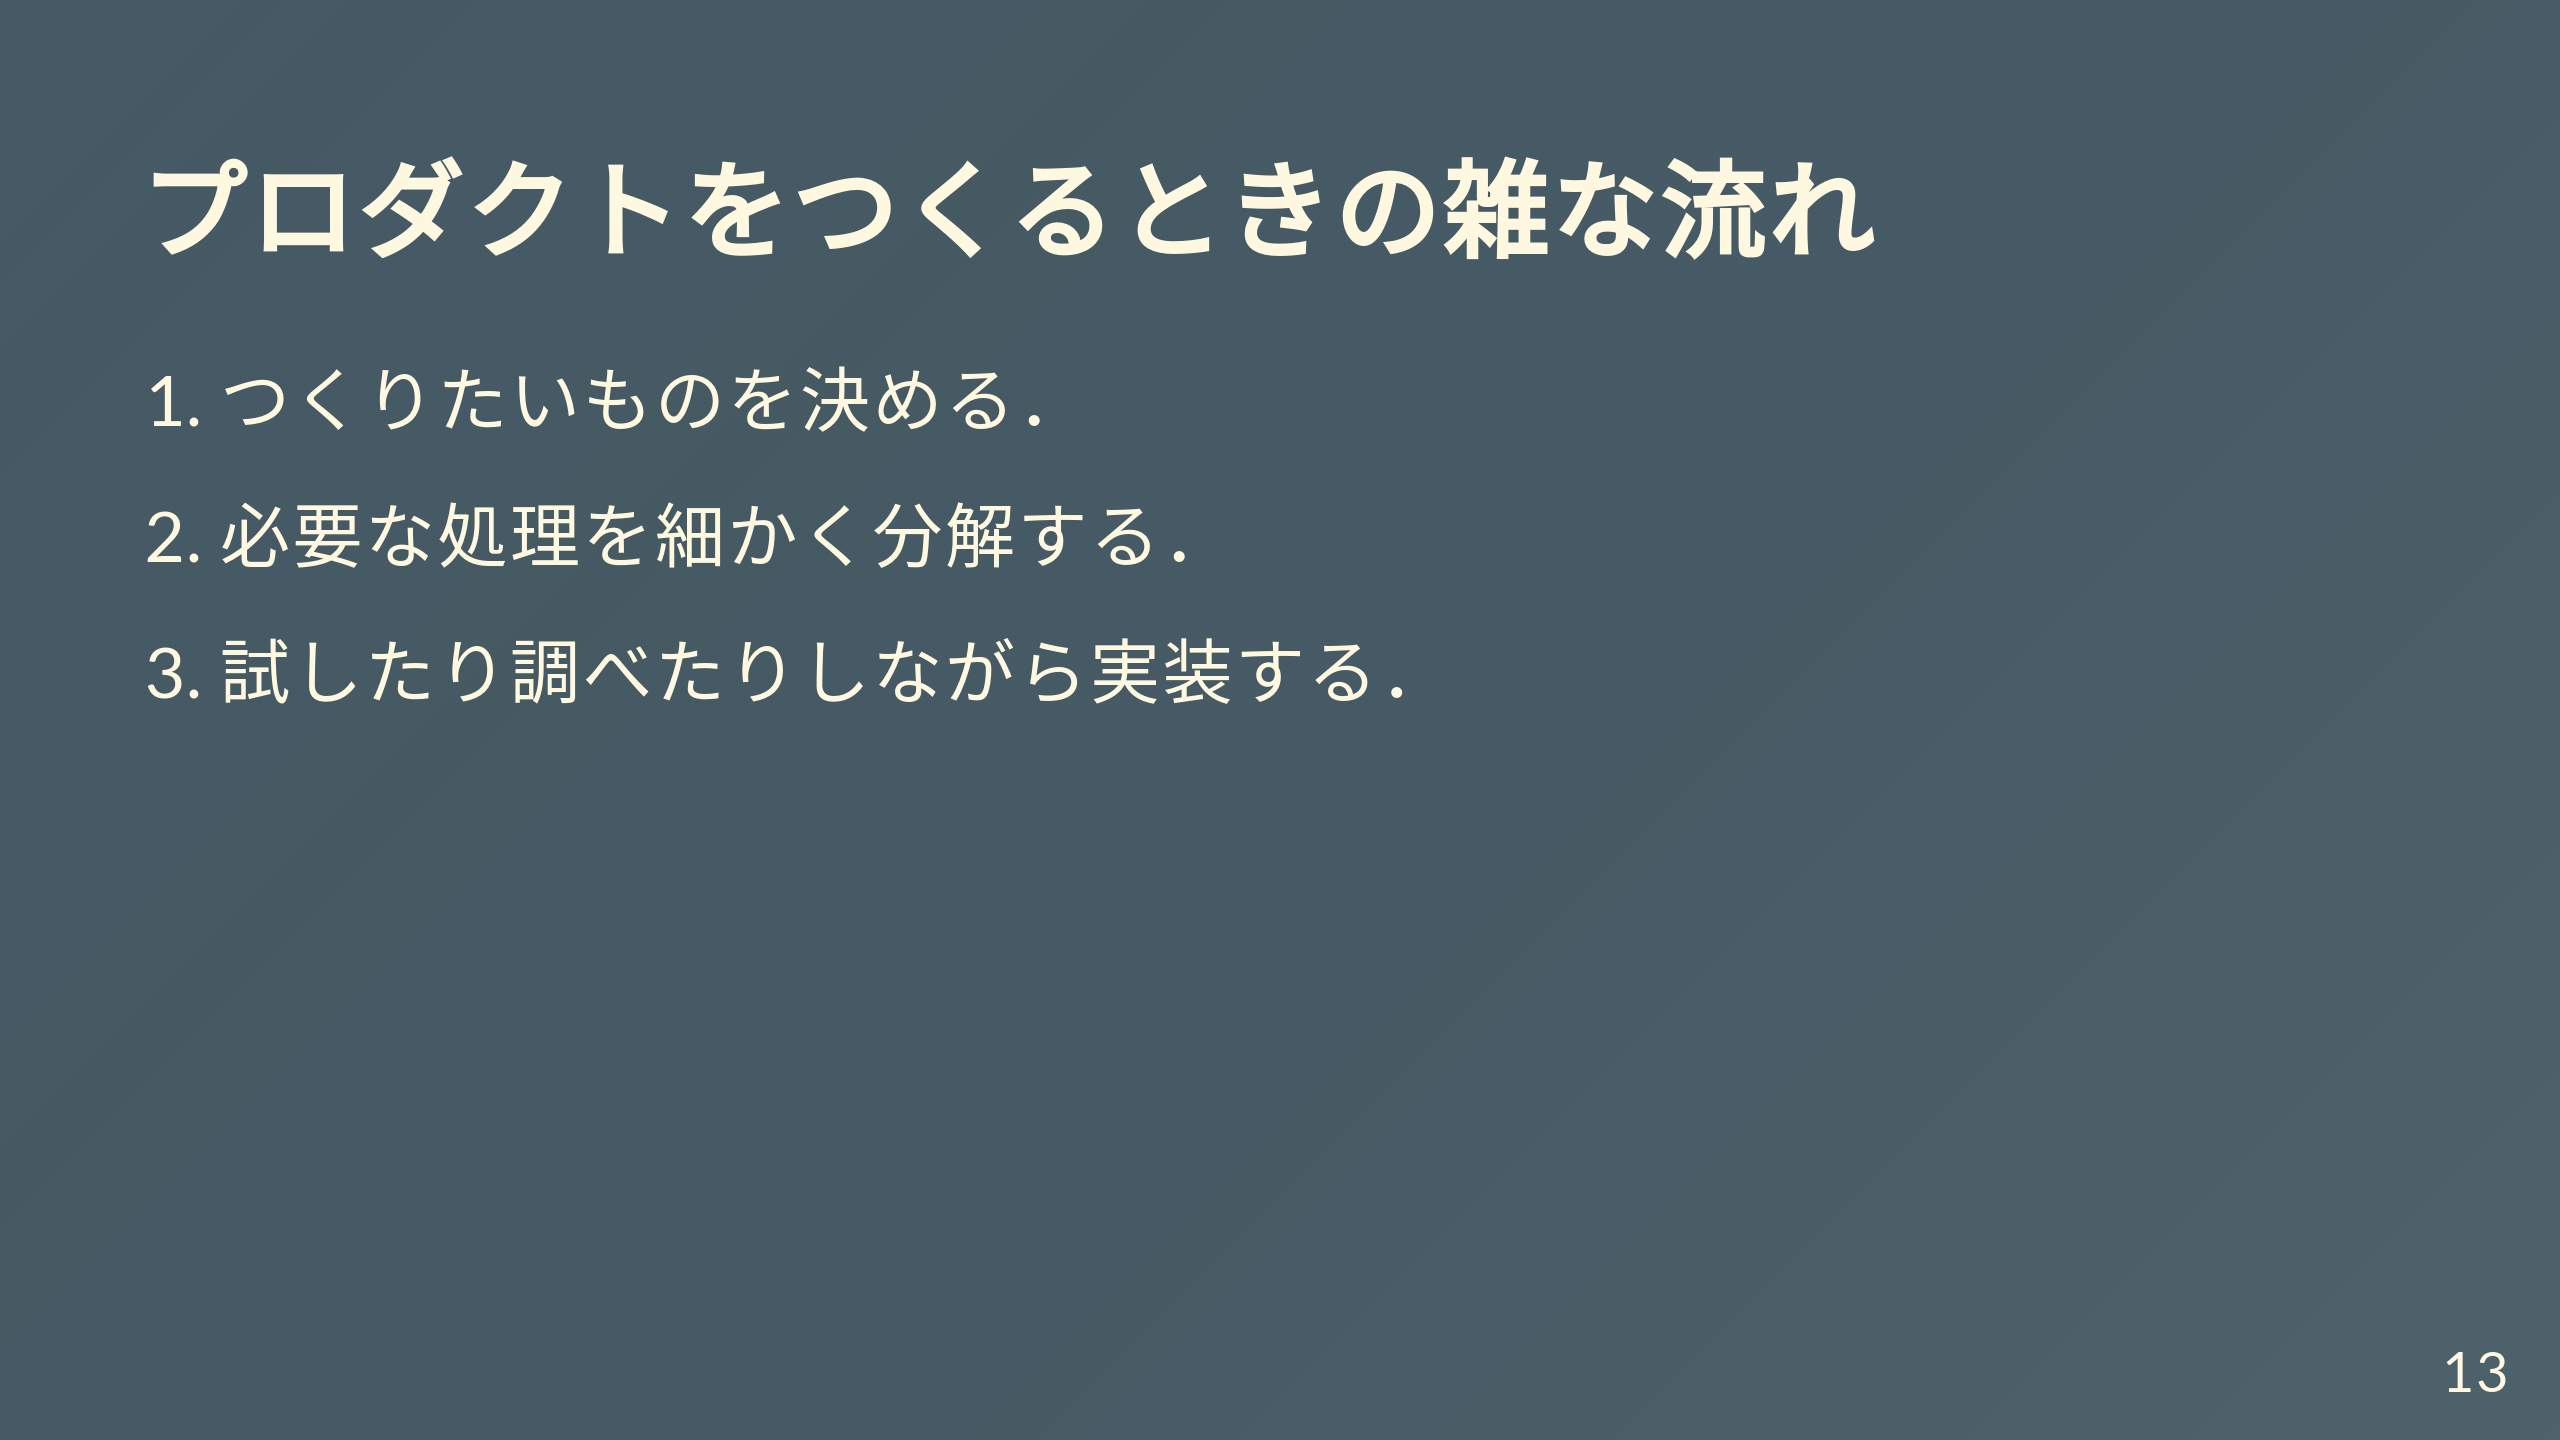 プロダクトをつくるときの雑な流れ
1. つくりたいものを決める．
2. 必要な処理を細かく分解する．
3. 試したり調べたりしながら実装する．
13